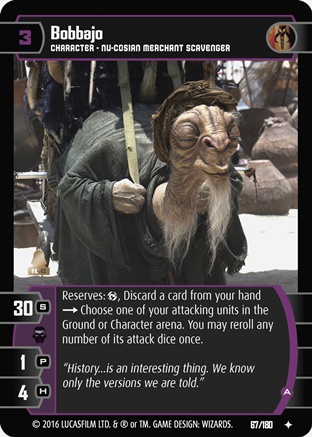 3
Bobbajo
CHARACTER • NU-COSIAN MERCHANT SCAVENGER
30 S
1 P
4 H
Reserves: , Discard a card from your hand
→ Choose one of your attacking units in the
Ground or Character arena. You may reroll any
number of its attack dice once.
“History...is an interesting thing. We know
only the versions we are told.”
A
© 2016 LUCASFILM LTD. & ® or TM. GAME DESIGN: WIZARDS.
67/180